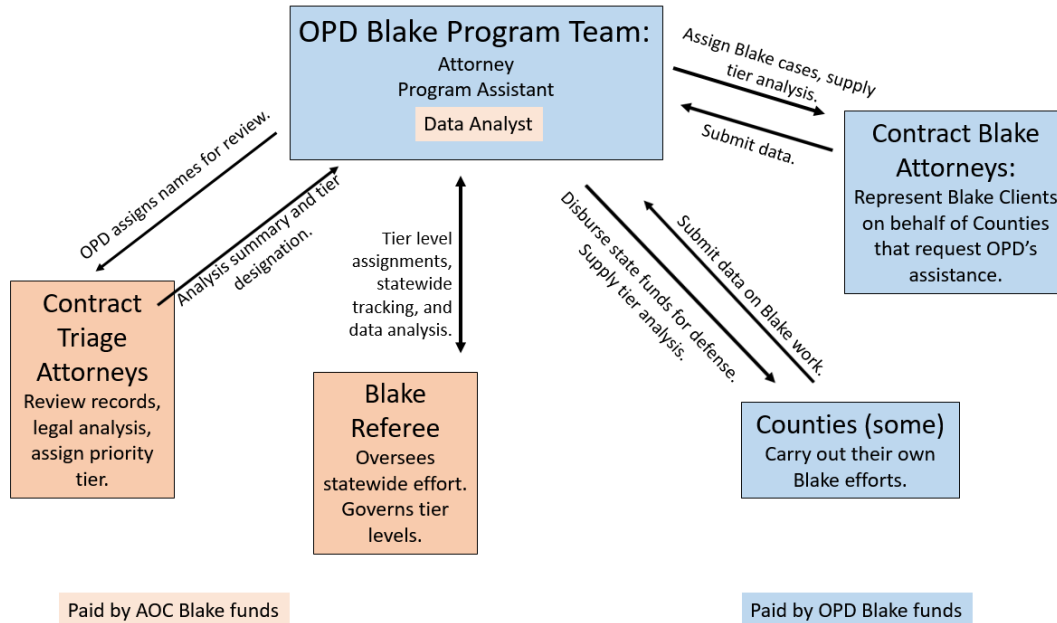 OPD Blake Program Team:
Attorney
Program Assistant
Data Analyst
Assign Blake cases, supply
tier analysis.
Submit data.
Contract Blake
Attorneys:
Represent Blake Clients
on behalf of Counties
that request OPD's
assistance.
OPD assigns names for review.
Analysis summary and tier
designation.
Tier level
assignments,
statewide
tracking, and
data analysis.
Disburse state funds for defense.
Supply tier analysis.
Submit data on Blake work.
Contract
Triage
Attorneys
Review records,
legal analysis,
assign priority
tier.
Blake
Referee
Oversees
statewide effort.
Governs tier
levels.
Counties (some)
Carry out their own
Blake efforts.
Paid by AOC Blake funds
Paid by OPD Blake funds